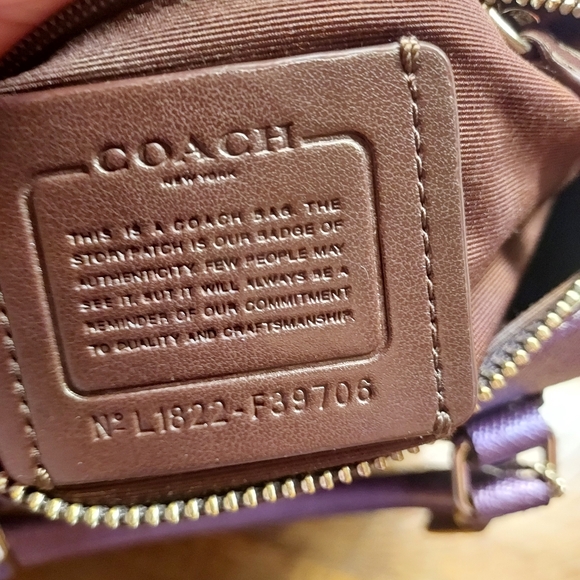 COACH
NEW YORK
THIS IS A COACH BAG. THE
STORYPATCH IS OUR BADGE OF
AUTHENTICITY. FEW PEOPLE MAY
SEE IT, BUT IT WILL ALWAYS BE A
REMINDER OF OUR COMMITMENT
TO QUALITY AND CRAFTSMANSHIP
Nº L1822-F39706